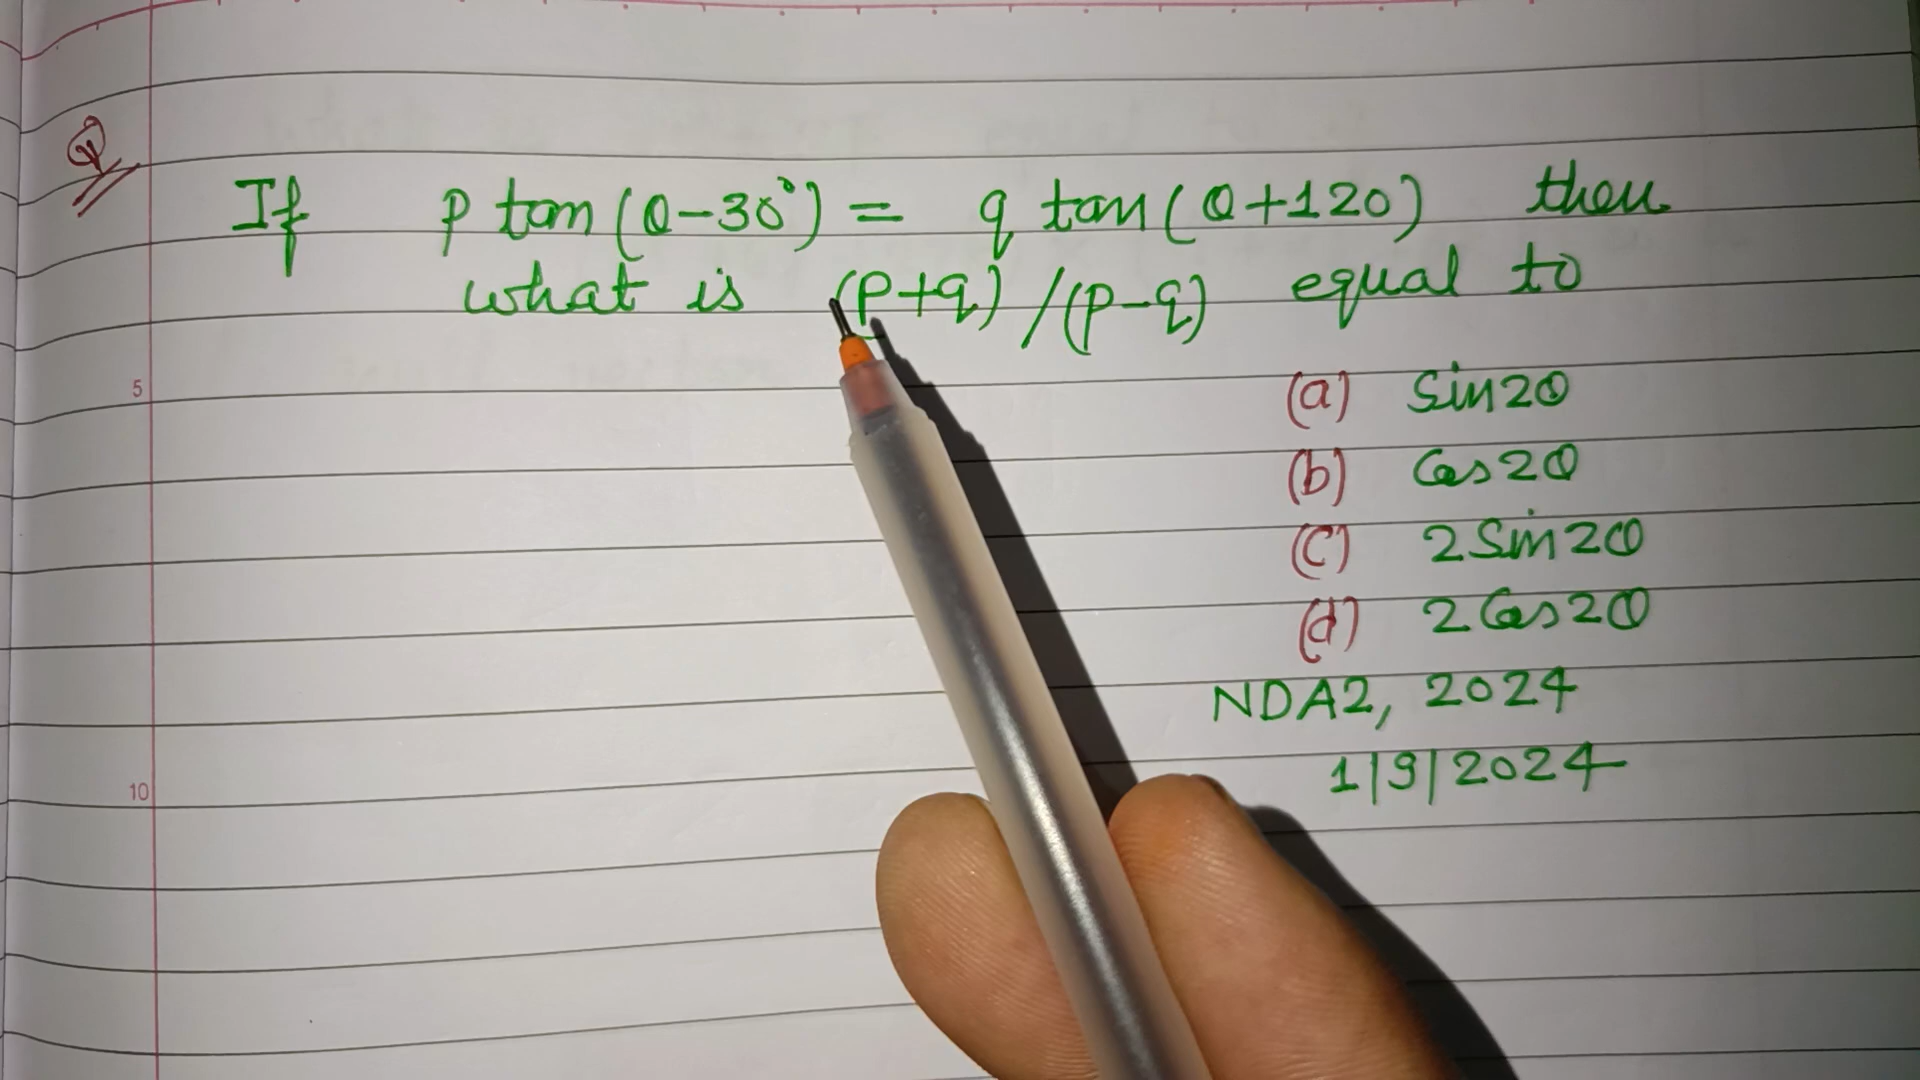 Q
If p tan(θ-30°) = q tan(θ+120) then
what is (p+q)/(p-q) equal to
5
(a) Sin2θ
(b) Cos2θ
(c) 2Sin2θ
(d) 2Cos2θ
NDA2, 2024
10
1/9/2024